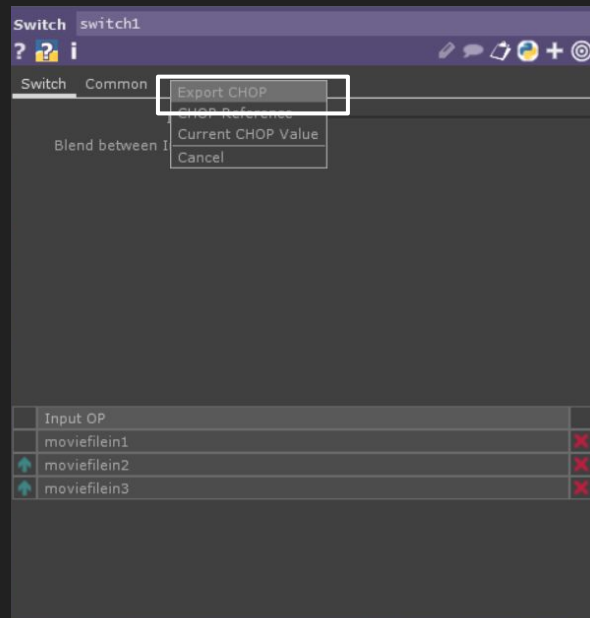 Switch switch1
? ? i
Switch Common
Export CHOP
CHOP Reference
Current CHOP Value
Blend between I
Cancel
Input OP
moviefilein1
moviefilein2
moviefilein3